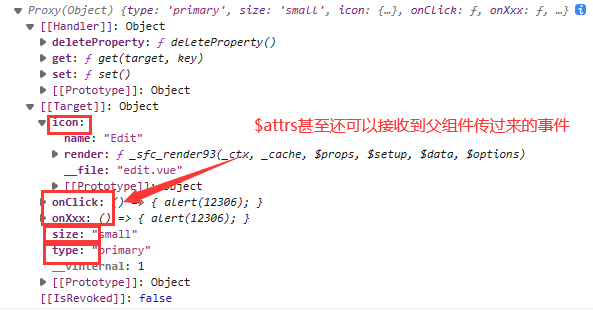 Proxy(Object) {type: 'primary', size: 'small', icon: {…}, onClick: ƒ, onXxx: ƒ, …} i
[[Handler]]: Object
deleteProperty: ƒ deleteProperty()
get: ƒ get(target, key)
set: ƒ set()
[[Prototype]]: Object
[[Target]]: Object
icon:
$attrs甚至还可以接收到父组件传过来的事件
name: "Edit"
render: ƒ _sfc_render93(_ctx, _cache, $props, $setup, $data, $options)
__file: "edit.vue"
[[Prototype]]: Object
onClick: () => { alert(12306); }
onXxx: () => { alert(12306); }
size: "small"
type: "primary"
__vInternal: 1
[[Prototype]]: Object
[[IsRevoked]]: false